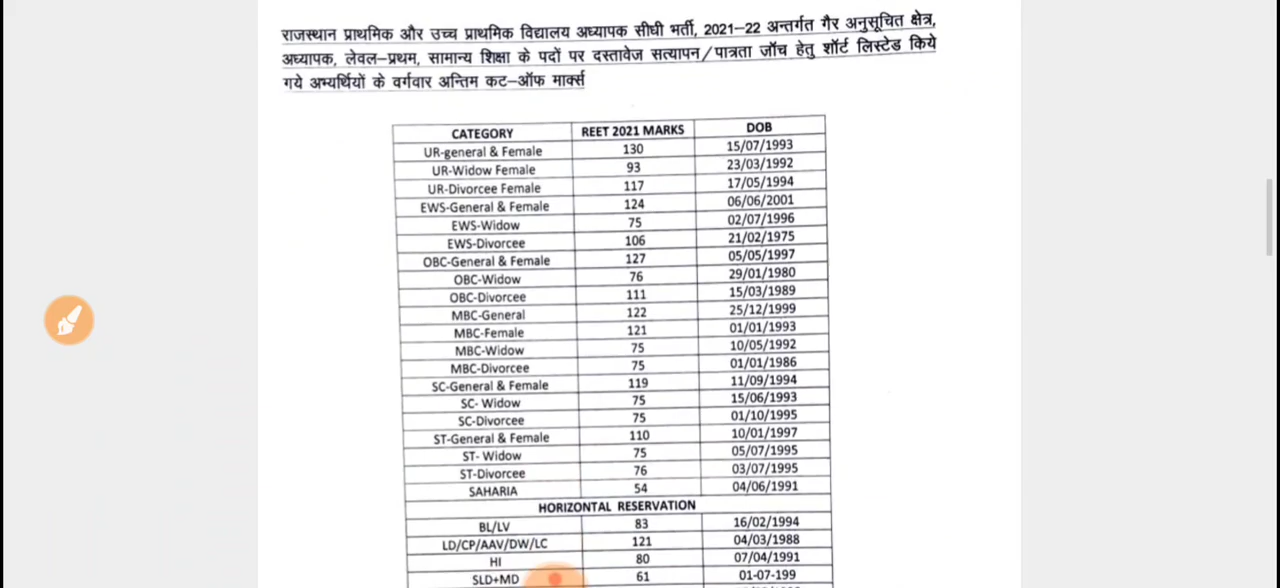 राजस्थान प्राथमिक और उच्च प्राथमिक विद्यालय अध्यापक सीधी भर्ती, 2021-22 अन्तर्गत गैर अनुसूचित क्षेत्र,
अध्यापक, लेवल-प्रथम, सामान्य शिक्षा के पदों पर दस्तावेज सत्यापन/पात्रता जॉच हेतु शॉर्ट लिस्टेड किये
गये अभ्यर्थियों के वर्गवार अन्तिम कट-ऑफ मार्क्स
CATEGORY REET 2021 MARKS DOB
UR-general & Female 130 15/07/1993
UR-Widow Female 93 23/03/1992
UR-Divorcee Female 117 17/05/1994
EWS-General & Female 124 06/06/2001
EWS-Widow 75 02/07/1996
EWS-Divorcee 106 21/02/1975
OBC-General & Female 127 05/05/1997
OBC-Widow 76 29/01/1980
OBC-Divorcee 111 15/03/1989
MBC-General 122 25/12/1999
MBC-Female 121 01/01/1993
MBC-Widow 75 10/05/1992
MBC-Divorcee 75 01/01/1986
SC-General & Female 119 11/09/1994
SC- Widow 75 15/06/1993
SC-Divorcee 75 01/10/1995
ST-General & Female 110 10/01/1997
ST- Widow 75 05/07/1995
ST-Divorcee 76 03/07/1995
SAHARIA 54 04/06/1991
HORIZONTAL RESERVATION
BL/LV 83 16/02/1994
LD/CP/AAV/DW/LC 121 04/03/1988
HI 80 07/04/1991
SLD+MD 61 01-07-199